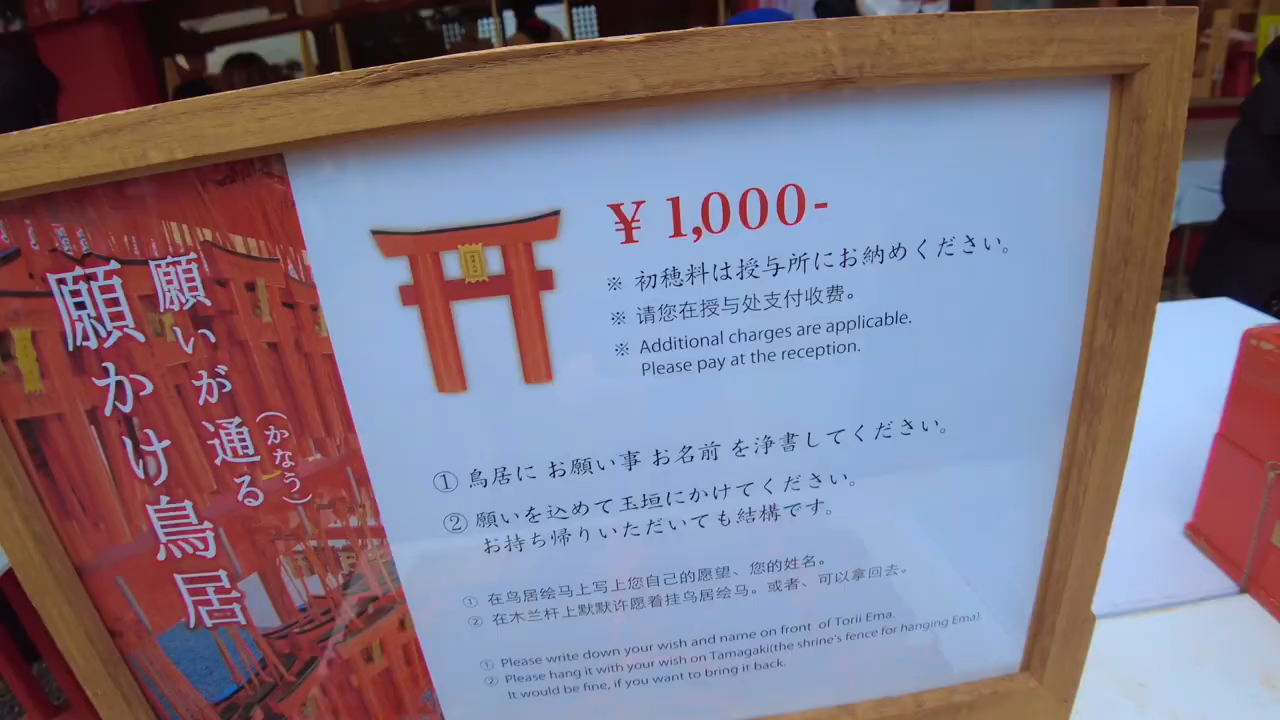 願いが通る
(かなう)
願かけ鳥居
¥ 1,000-
※ 初穂料は授与所にお納めください。
※ 请您在授与处支付收费。
※ Additional charges are applicable.
Please pay at the reception.
① 鳥居に お願い事 お名前 を浄書してください。
② 願いを込めて玉垣にかけてください。
お持ち帰りいただいても結構です。
① 在鸟居绘马上写上您自己的愿望、您的姓名。
② 在木兰杆上默默许愿着挂鸟居绘马。或者、可以拿回去。
① Please write down your wish and name on front of Torii Ema.
② Please hang it with your wish on Tamagaki(the shrine's fence for hanging Ema).
It would be fine, if you want to bring it back.